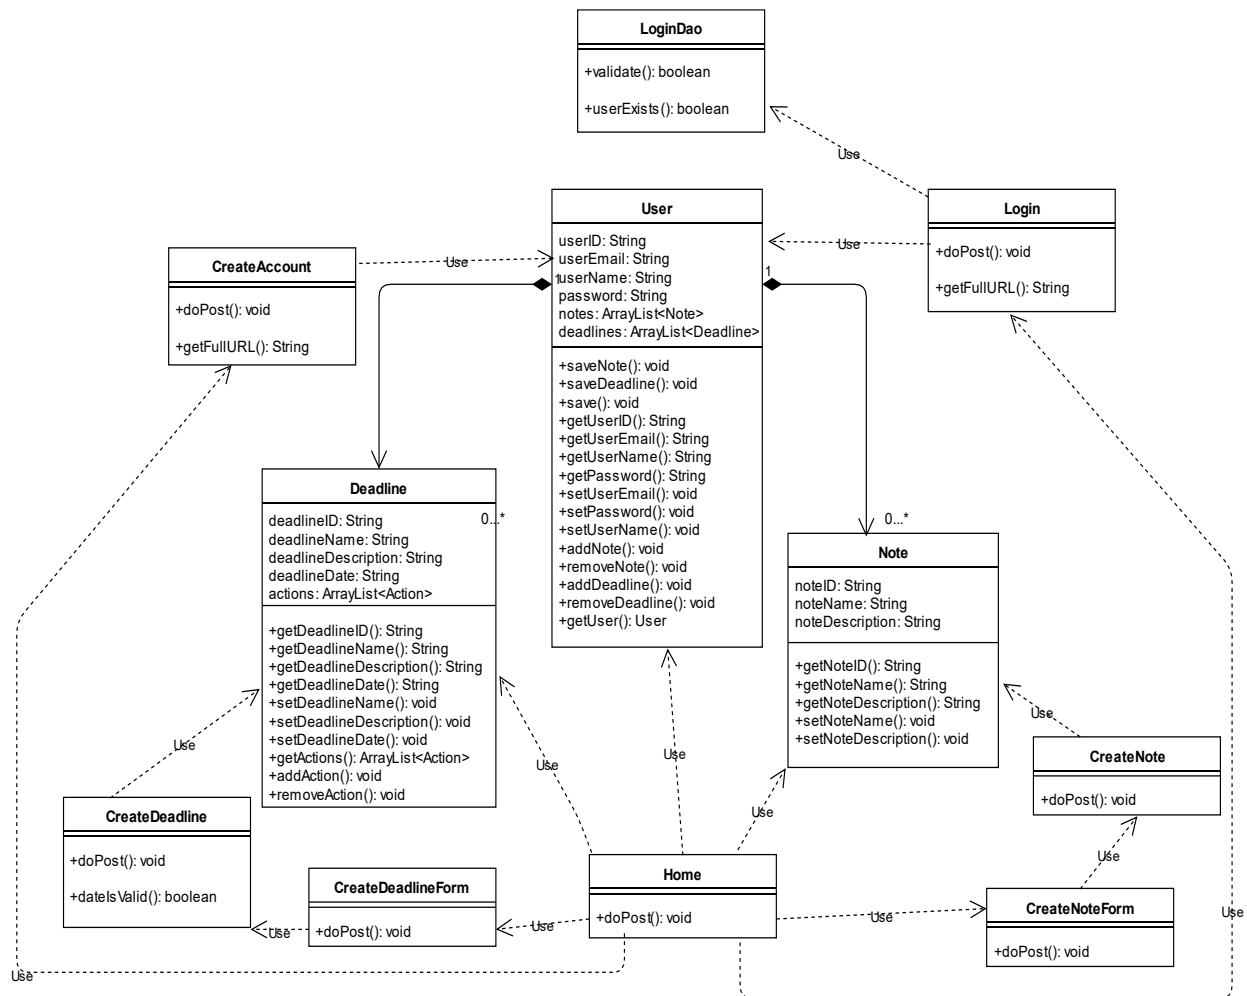 LoginDao
+validate(): boolean
+userExists(): boolean
Use
User
userID: String
userEmail: String
userName: String
password: String
notes: ArrayList<Note>
deadlines: ArrayList<Deadline>
+saveNote(): void
+saveDeadline(): void
+save(): void
+getUserID(): String
+getUserEmail(): String
+getUserName(): String
+getPassword(): String
+setUserEmail(): void
+setPassword(): void
+setUserName(): void
+addNote(): void
+removeNote(): void
+addDeadline(): void
+removeDeadline(): void
+getUser(): User
Login
+doPost(): void
+getFullURL(): String
Use
CreateAccount
+doPost(): void
+getFullURL(): String
Use
1
1
Deadline
deadlineID: String
deadlineName: String
deadlineDescription: String
deadlineDate: String
actions: ArrayList<Action>
+getDeadlineID(): String
+getDeadlineName(): String
+getDeadlineDescription(): String
+getDeadlineDate(): String
+setDeadlineName(): void
+setDeadlineDescription(): void
+setDeadlineDate(): void
+getActions(): ArrayList<Action>
+addAction(): void
+removeAction(): void
0...*
0...*
Note
noteID: String
noteName: String
noteDescription: String
+getNoteID(): String
+getNoteName(): String
+getNoteDescription(): String
+setNoteName(): void
+setNoteDescription(): void
Use
Use
Use
Use
Use
CreateNote
+doPost(): void
CreateDeadline
+doPost(): void
+dateIsValid(): boolean
Use
CreateDeadlineForm
+doPost(): void
Use
Home
+doPost(): void
Use
Use
CreateNoteForm
+doPost(): void
Use
Use